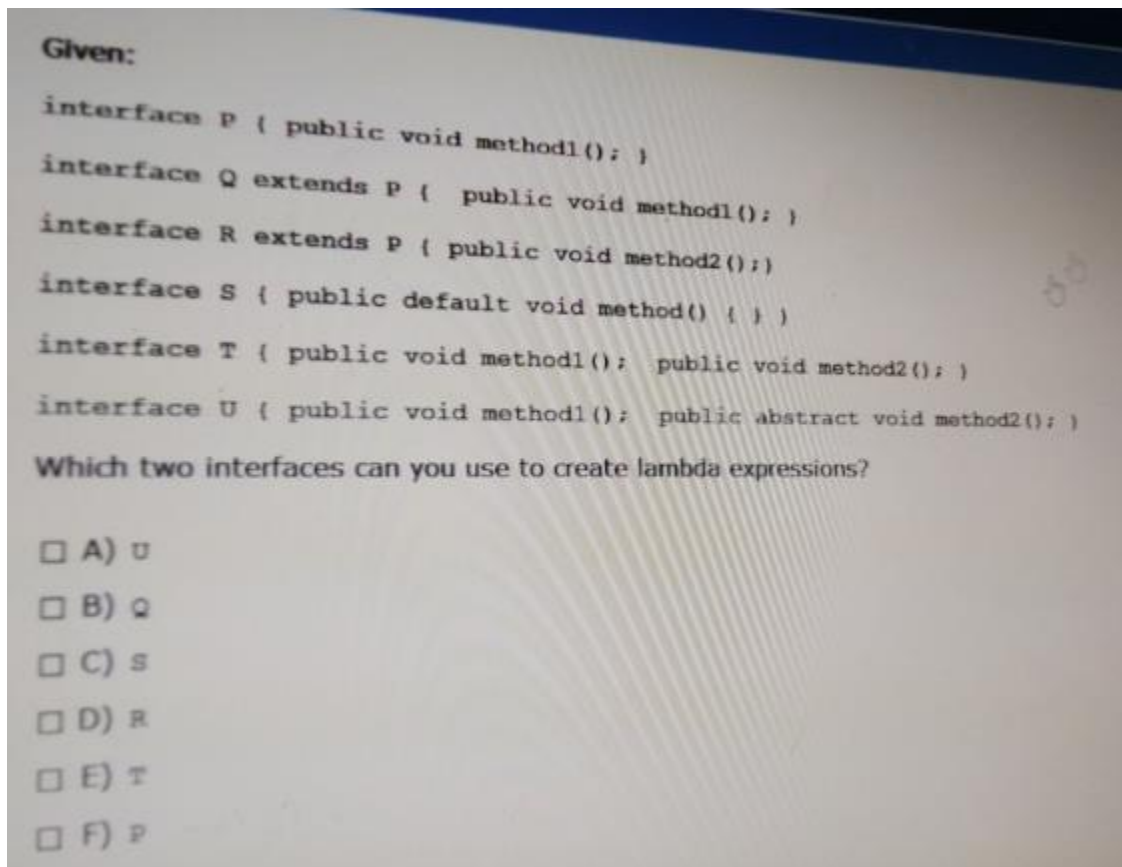 Given:
interface P { public void method1(); }
interface Q extends P {  public void method1(); }
interface R extends P { public void method2();}
interface S { public default void method() { } }
interface T { public void method1();  public void method2(); }
interface U { public void method1();  public abstract void method2(); }
Which two interfaces can you use to create lambda expressions?
A) U
B) Q
C) S
D) R
E) T
F) P